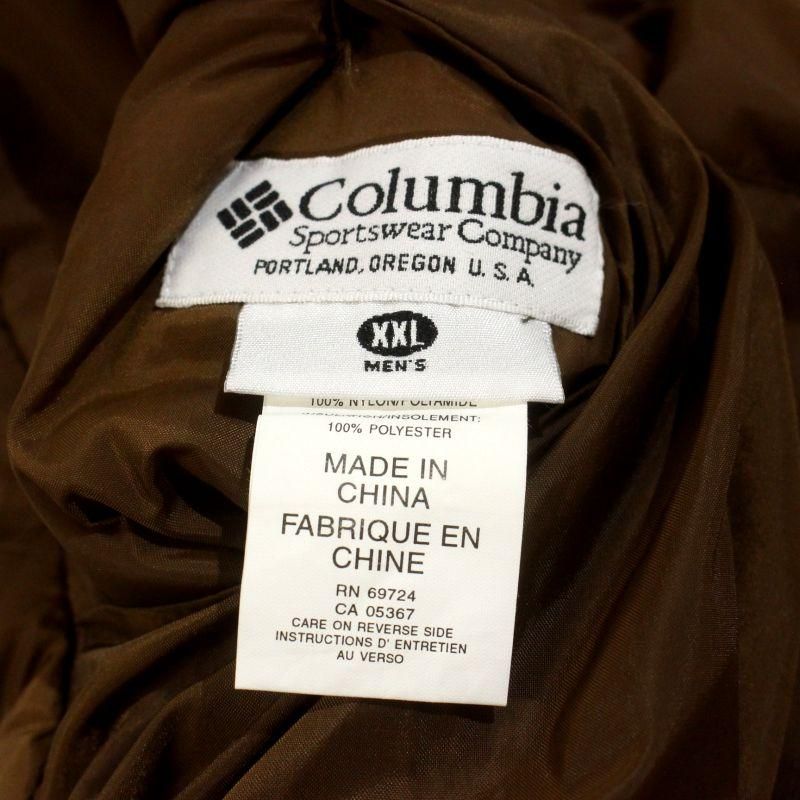 Columbia
Sportswear Company
PORTLAND, OREGON U.S.A.
XXL
MEN'S
100% NYLON/POLYAMIDE
100% POLYESTER
MADE IN
CHINA
FABRIQUE EN
CHINE
RN 69724
CA 05367
CARE ON REVERSE SIDE
INSTRUCTIONS D' ENTRETIEN
AU VERSO